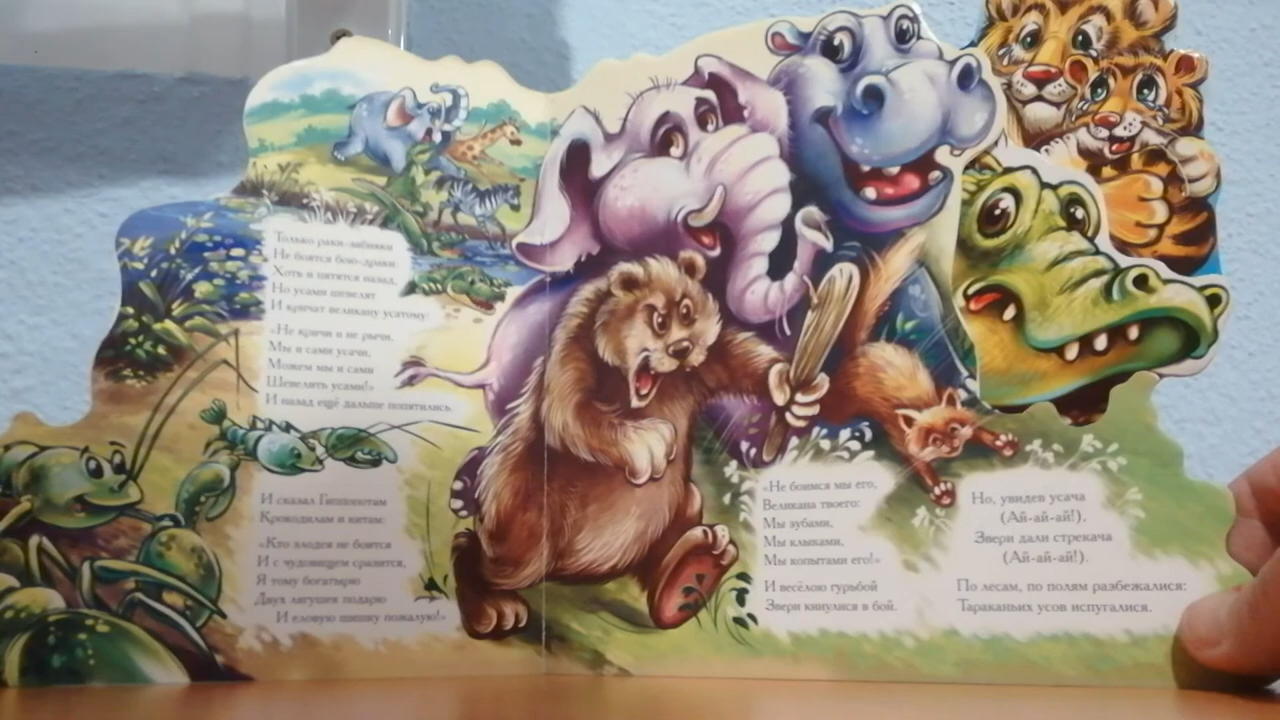 Только раки-забияки
Не боятся бою-драки:
Хоть и пятятся назад,
Но усами шевелят
И кричат великану усатому:
«Не кричи и не рычи,
Мы и сами усачи,
Можем мы и сами
Шевелить усами!»
И назад ещё дальше попятились.
И сказал Гиппопотам
Крокодилам и китам:
«Кто злодея не боится
И с чудовищем сразится,
Я тому богатырю
Двух лягушек подарю
И еловую шишку пожалую!»
«Не боимся мы его,
Великана твоего:
Мы зубами,
Мы клыками,
Мы копытами его!»
И весёлою гурьбой
Звери кинулися в бой.
Но, увидев усача
(Ай-ай-ай!),
Звери дали стрекача
(Ай-ай-ай!).
По лесам, по полям разбежалися:
Тараканьих усов испугалися.